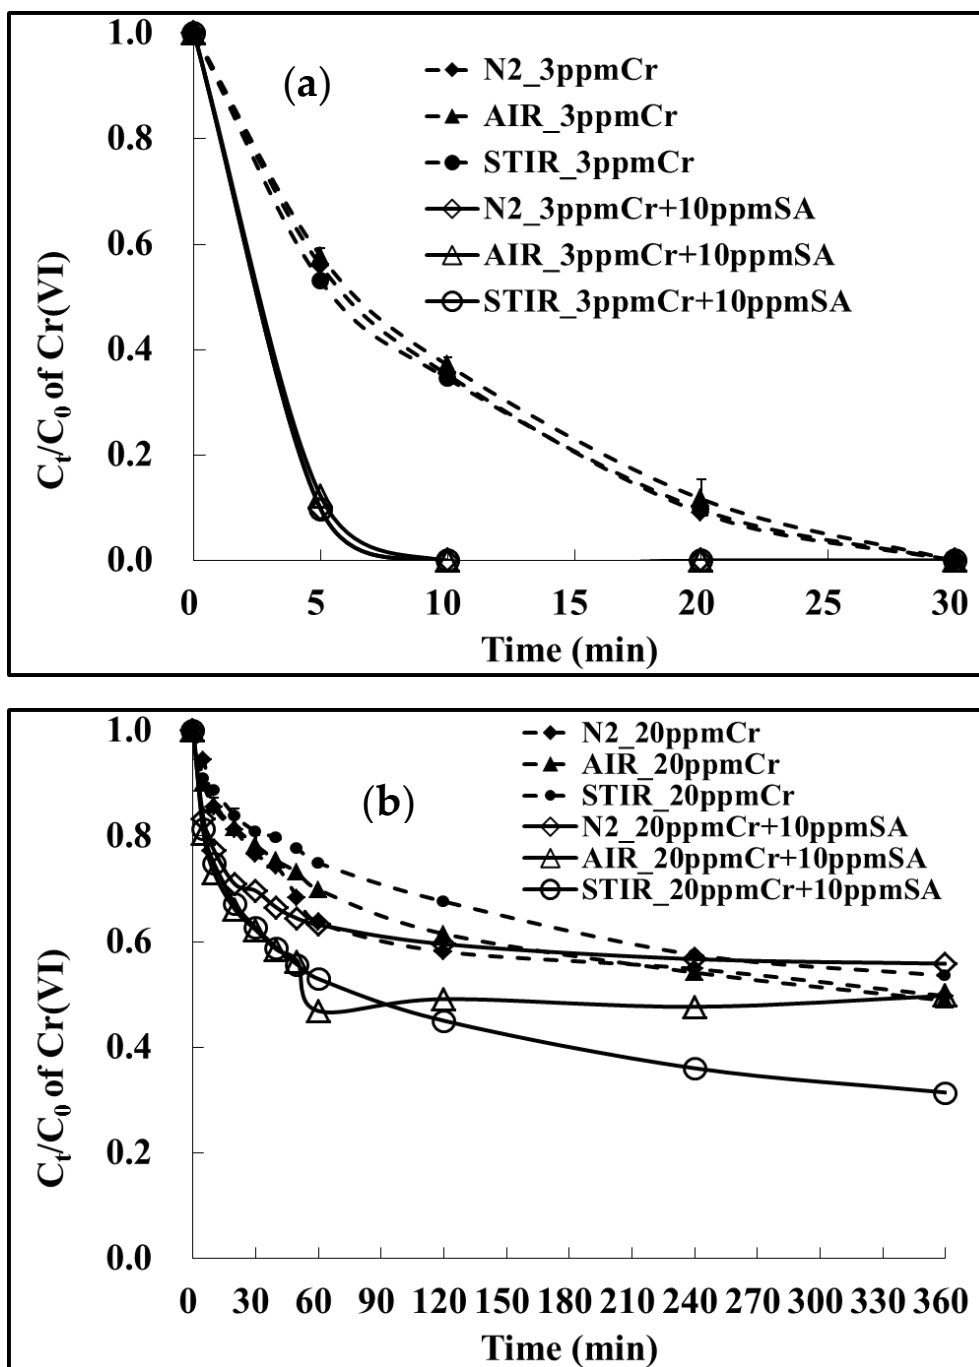 1.0
0.8
0.6
0.4
0.2
0.0
Cₜ/C₀ of Cr(VI)
(a)
N2_3ppmCr
AIR_3ppmCr
STIR_3ppmCr
N2_3ppmCr+10ppmSA
AIR_3ppmCr+10ppmSA
STIR_3ppmCr+10ppmSA
0 5 10 15 20 25 30
Time (min)
1.0
0.8
0.6
0.4
0.2
0.0
Cₜ/C₀ of Cr(VI)
(b)
N2_20ppmCr
AIR_20ppmCr
STIR_20ppmCr
N2_20ppmCr+10ppmSA
AIR_20ppmCr+10ppmSA
STIR_20ppmCr+10ppmSA
0 30 60 90 120 150 180 210 240 270 300 330 360
Time (min)